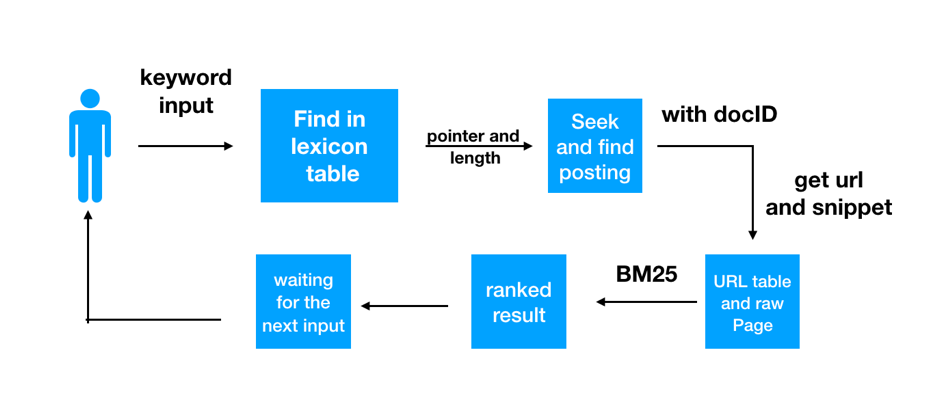 keyword
input
Find in
lexicon
table
pointer and
length
Seek
and find
posting
with docID
get url
and snippet
URL table
and raw
Page
BM25
ranked
result
waiting
for the
next input